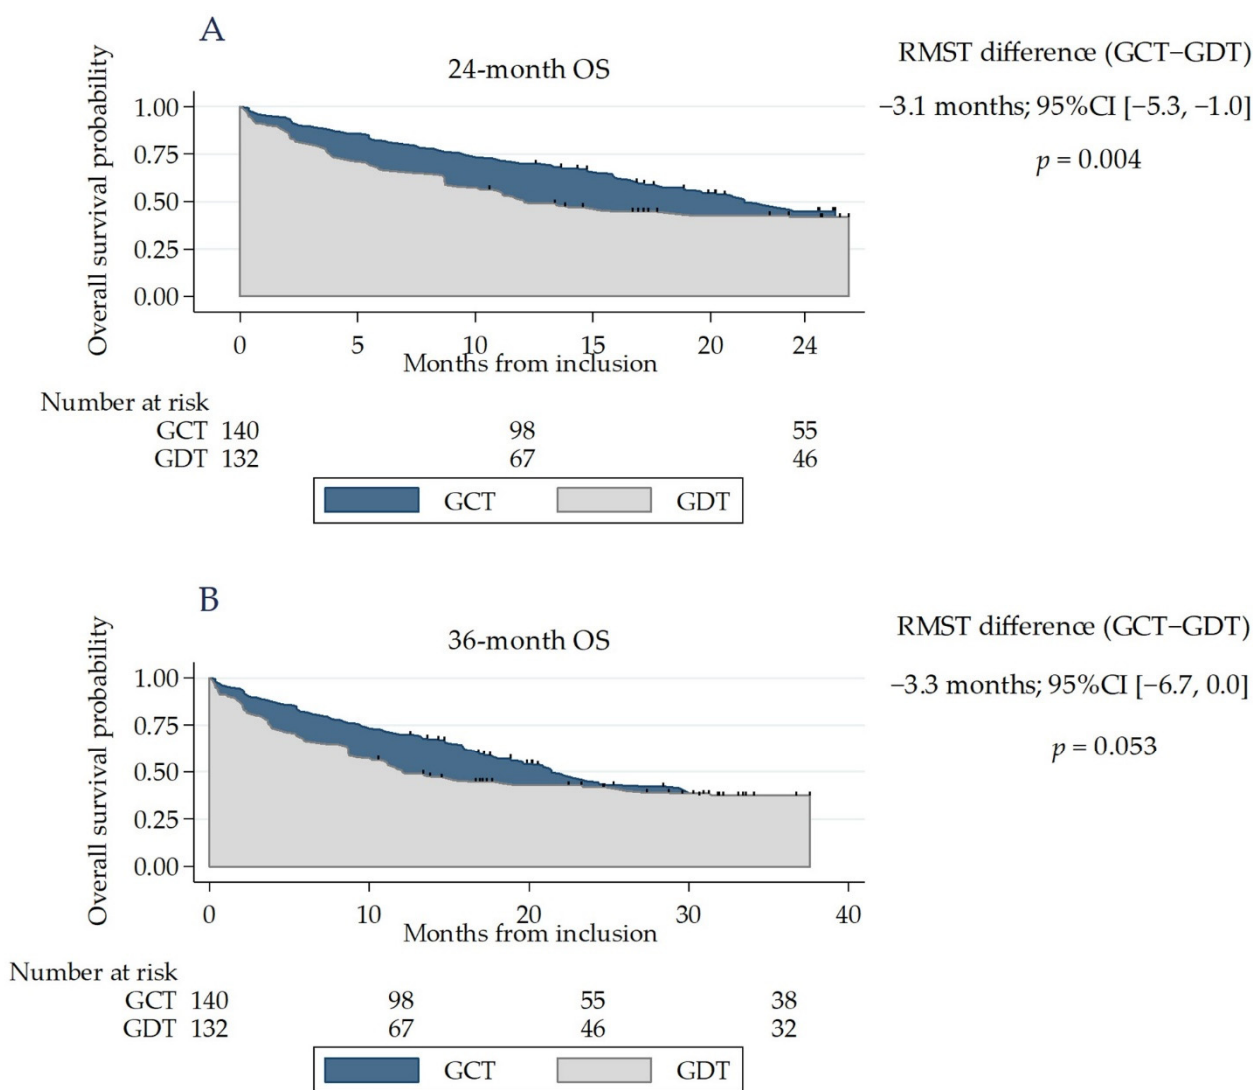 A
24-month OS
RMST difference (GCT−GDT)
−3.1 months; 95%CI [−5.3, −1.0]
p = 0.004
Overall survival probability
1.00
0.75
0.50
0.25
0.00
0 5 10 15 20 24
Months from inclusion
Number at risk
GCT 140 98 55
GDT 132 67 46
GCT GDT
B
36-month OS
RMST difference (GCT−GDT)
−3.3 months; 95%CI [−6.7, 0.0]
p = 0.053
Overall survival probability
1.00
0.75
0.50
0.25
0.00
0 10 20 30 40
Months from inclusion
Number at risk
GCT 140 98 55 38
GDT 132 67 46 32
GCT GDT